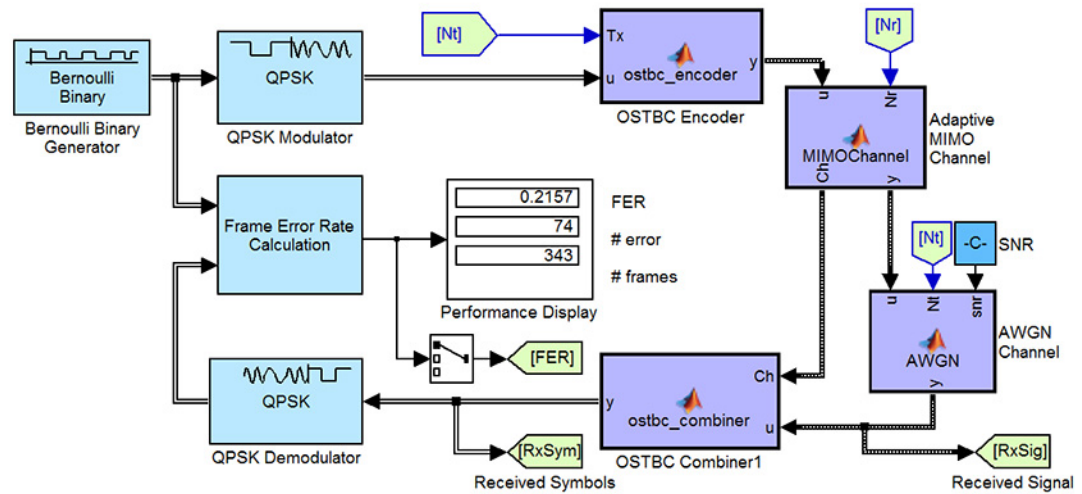 Bernoulli
Binary
Bernoulli Binary
Generator
QPSK
QPSK Modulator
[Nt]
Tx
u
ostbc_encoder
y
OSTBC Encoder
[Nr]
u
Nr
MIMOChannel
Ch
y
Adaptive
MIMO
Channel
Frame Error Rate
Calculation
0.2157
74
343
FER
# error
# frames
Performance Display
[Nt]
-C-
SNR
u
Nt
snr
AWGN
y
AWGN
Channel
[FER]
QPSK
QPSK Demodulator
y
ostbc_combiner
Ch
u
OSTBC Combiner1
[RxSym]
Received Symbols
[RxSig]
Received Signal